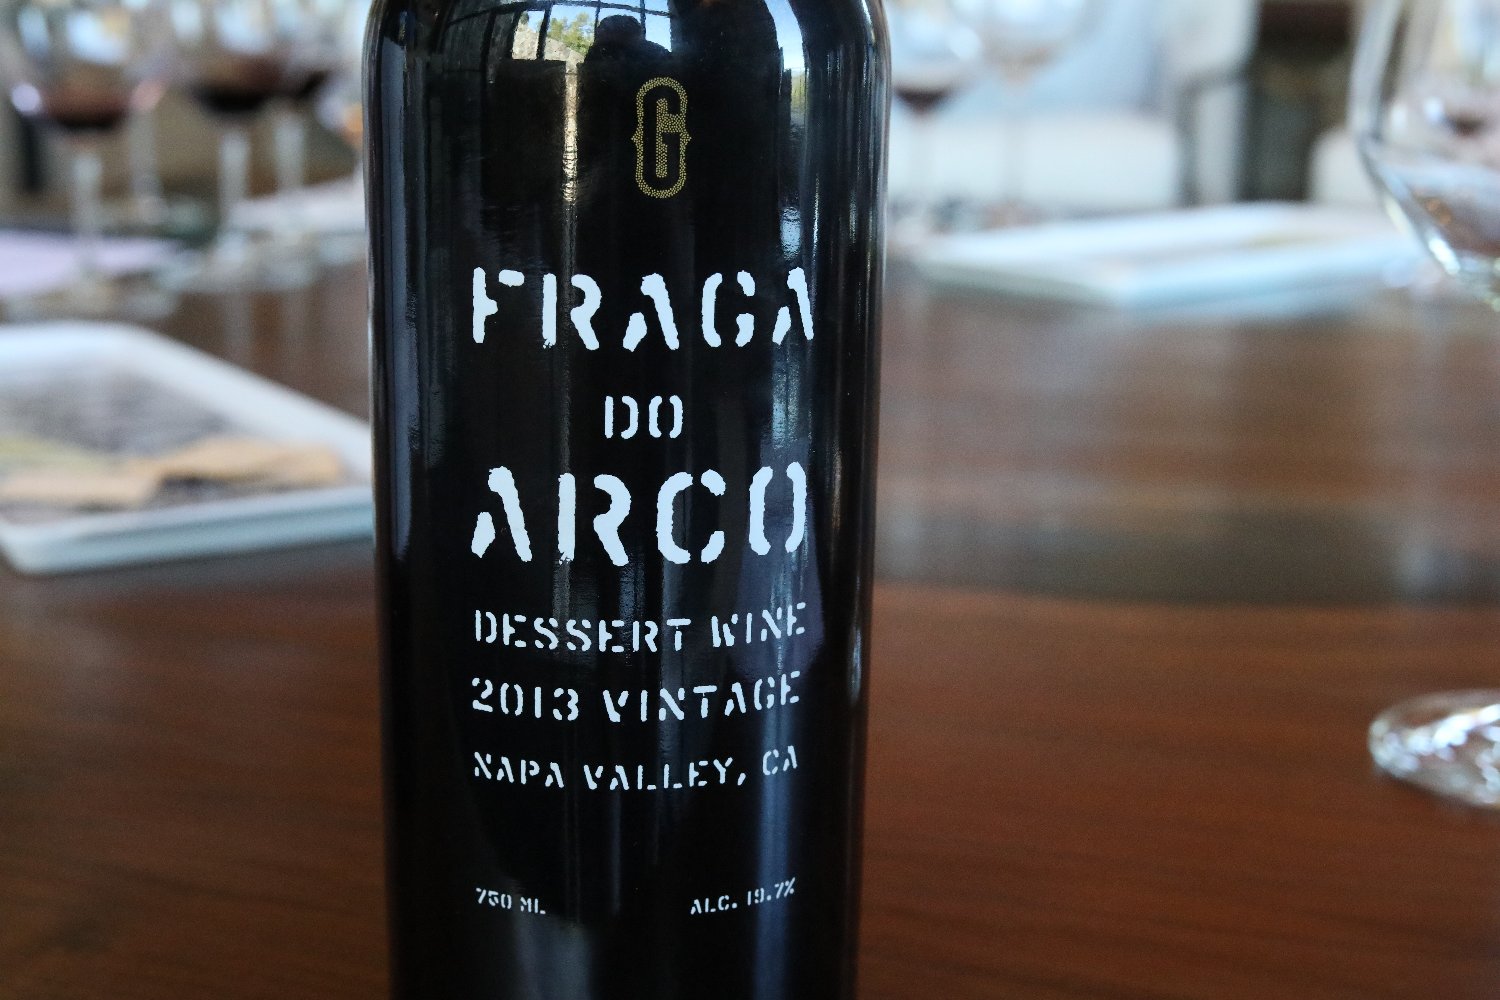 G
FRAGA
DO
ARCO
DESSERT WINE
2013 VINTAGE
NAPA VALLEY, CA
750 ML ALC. 19.7%